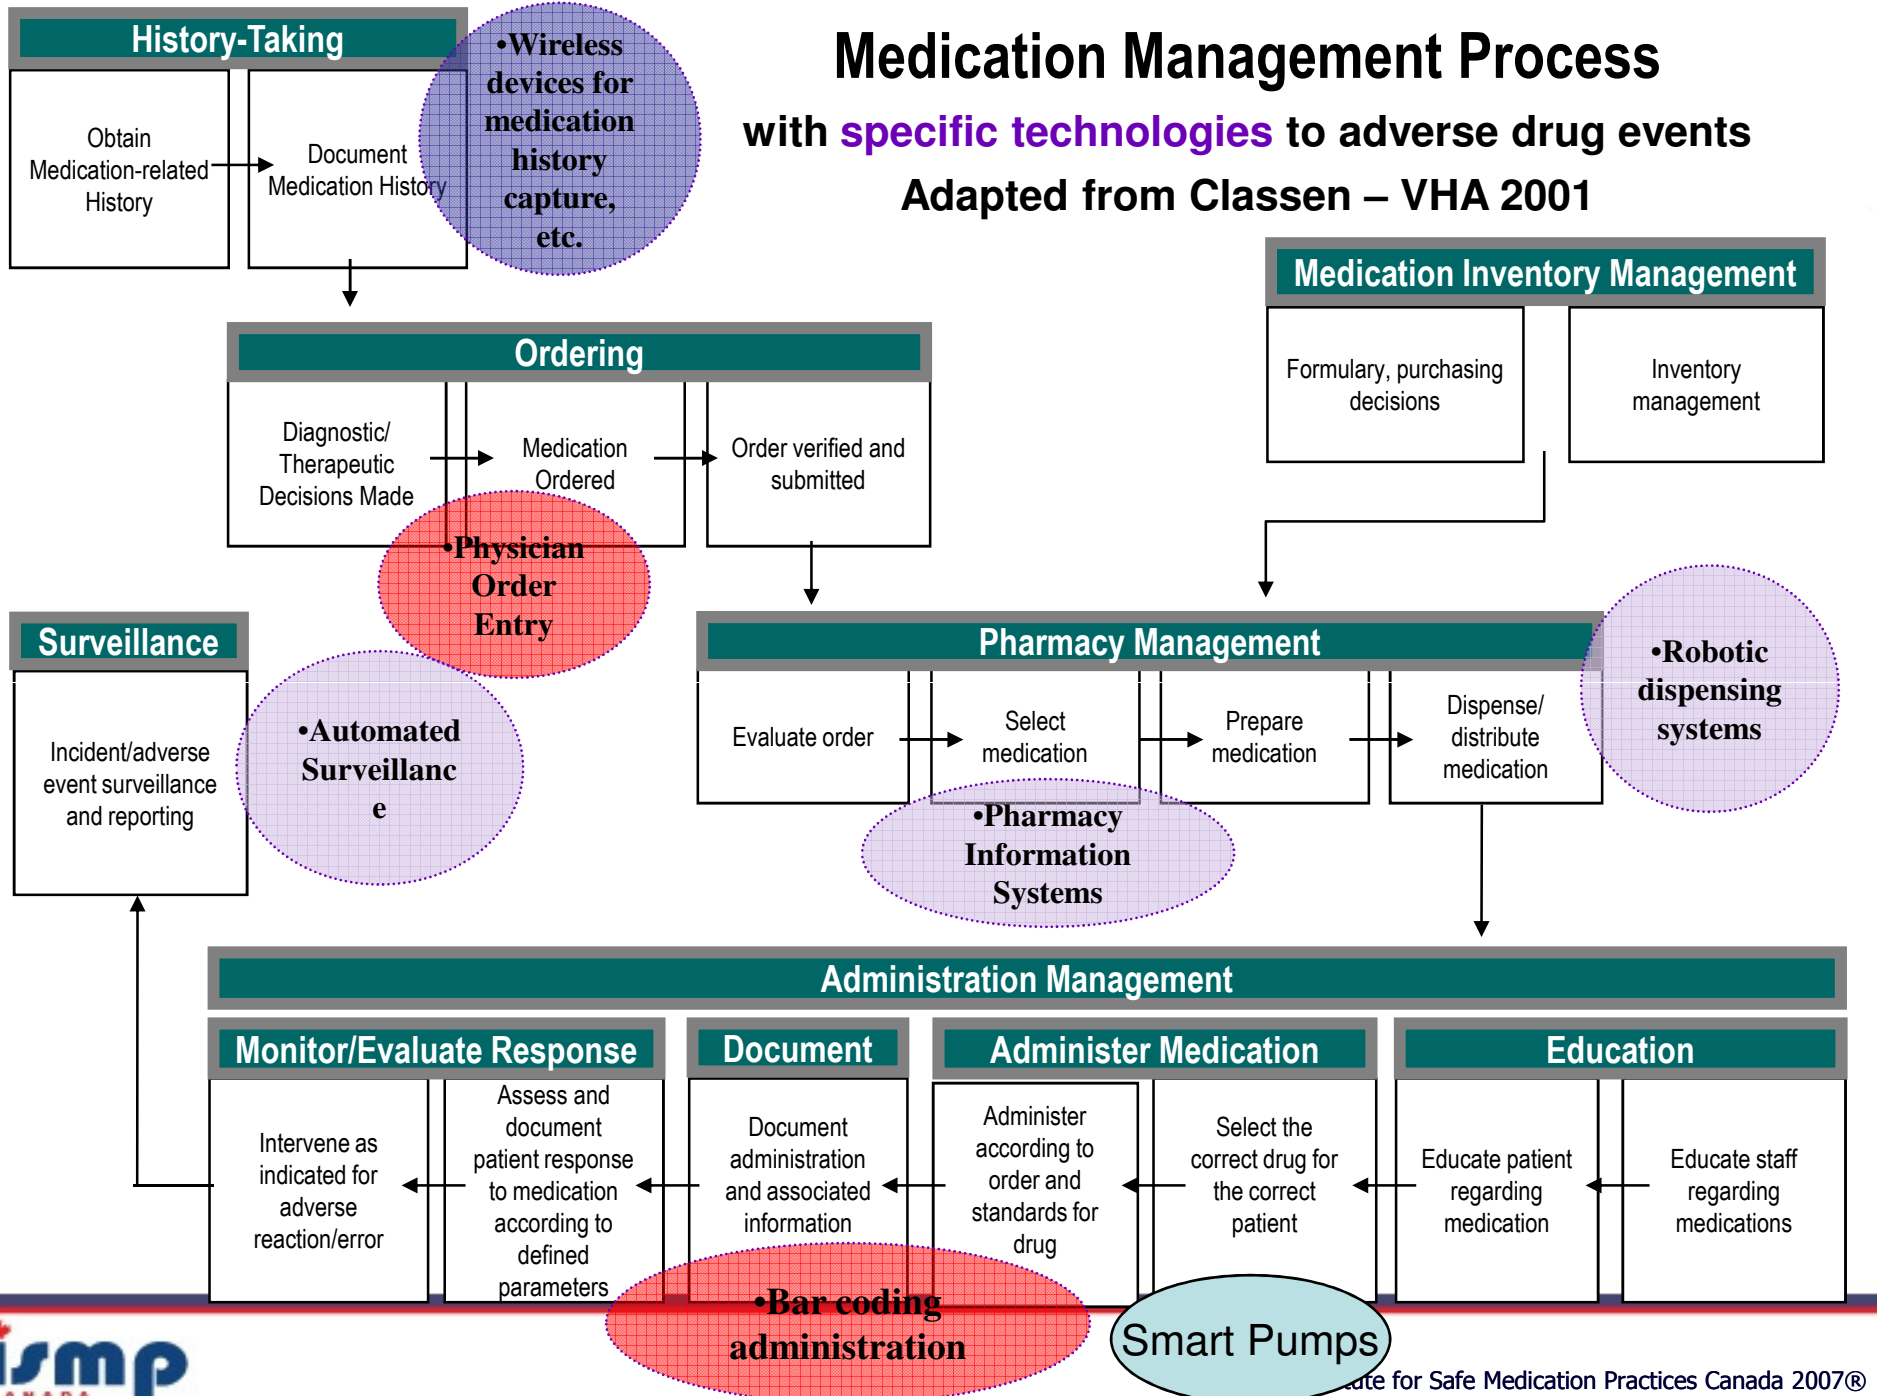 Medication Management Process
with specific technologies to adverse drug events
Adapted from Classen – VHA 2001
History-Taking
Obtain
Medication-related
History
Document
Medication History
•Wireless
devices for
medication
history
capture,
etc.
Medication Inventory Management
Formulary, purchasing
decisions
Inventory
management
Ordering
Diagnostic/
Therapeutic
Decisions Made
Medication
Ordered
Order verified and
submitted
•Physician
Order
Entry
Surveillance
Incident/adverse
event surveillance
and reporting
•Automated
Surveillanc
e
Pharmacy Management
Evaluate order
Select
medication
Prepare
medication
Dispense/
distribute
medication
•Robotic
dispensing
systems
•Pharmacy
Information
Systems
Administration Management
Monitor/Evaluate Response
Intervene as
indicated for
adverse
reaction/error
Assess and
document
patient response
to medication
according to
defined
parameters
Document
Document
administration
and associated
information
Administer Medication
Administer
according to
order and
standards for
drug
Select the
correct drug for
the correct
patient
Education
Educate patient
regarding
medication
Educate staff
regarding
medications
•Bar coding
administration
Smart Pumps
ismp
for Safe Medication Practices Canada 2007®